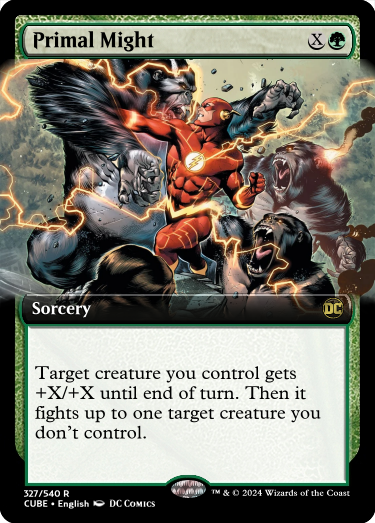 Primal Might
X
Sorcery
DC
Target creature you control gets
+X/+X until end of turn. Then it
fights up to one target creature you
don't control.
327/540 R
CUBE • English DC COMICS
™ & © 2024 Wizards of the Coast